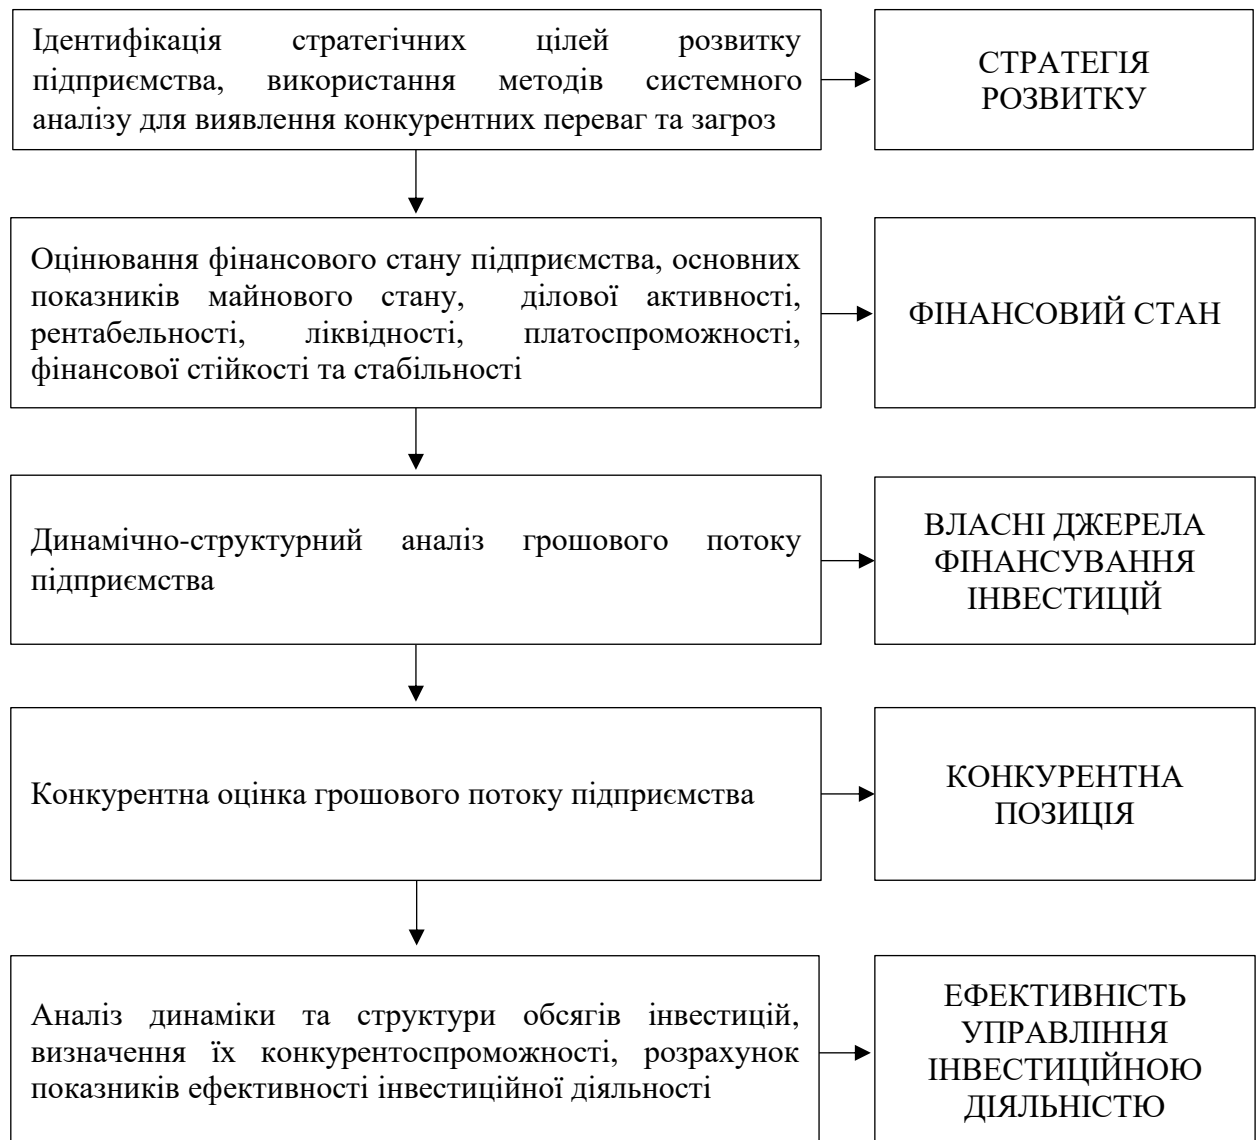 Ідентифікація стратегічних цілей розвитку
підприємства, використання методів системного
аналізу для виявлення конкурентних переваг та загроз
СТРАТЕГІЯ
РОЗВИТКУ
Оцінювання фінансового стану підприємства, основних
показників майнового стану, ділової активності,
рентабельності, ліквідності, платоспроможності,
фінансової стійкості та стабільності
ФІНАНСОВИЙ СТАН
Динамічно-структурний аналіз грошового потоку
підприємства
ВЛАСНІ ДЖЕРЕЛА
ФІНАНСУВАННЯ
ІНВЕСТИЦІЙ
Конкурентна оцінка грошового потоку підприємства
КОНКУРЕНТНА
ПОЗИЦІЯ
Аналіз динаміки та структури обсягів інвестицій,
визначення їх конкурентоспроможності, розрахунок
показників ефективності інвестиційної діяльності
ЕФЕКТИВНІСТЬ
УПРАВЛІННЯ
ІНВЕСТИЦІЙНОЮ
ДІЯЛЬНІСТЮ